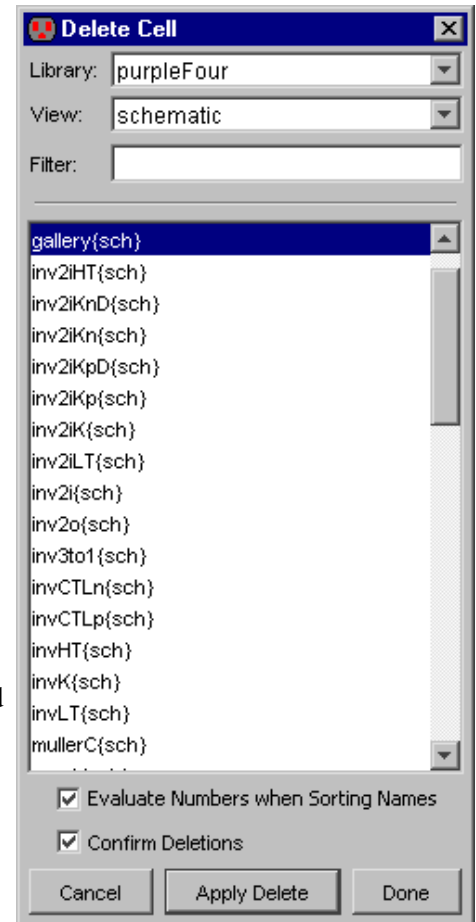 Delete Cell
Library: purpleFour
View: schematic
Filter:
gallery{sch}
inv2iHT{sch}
inv2iKnD{sch}
inv2iKn{sch}
inv2iKpD{sch}
inv2iKp{sch}
inv2iK{sch}
inv2iLT{sch}
inv2i{sch}
inv2o{sch}
inv3to1{sch}
invCTLn{sch}
invCTLp{sch}
invHT{sch}
invK{sch}
invLT{sch}
mullerC{sch}
Evaluate Numbers when Sorting Names
Confirm Deletions
Cancel Apply Delete Done